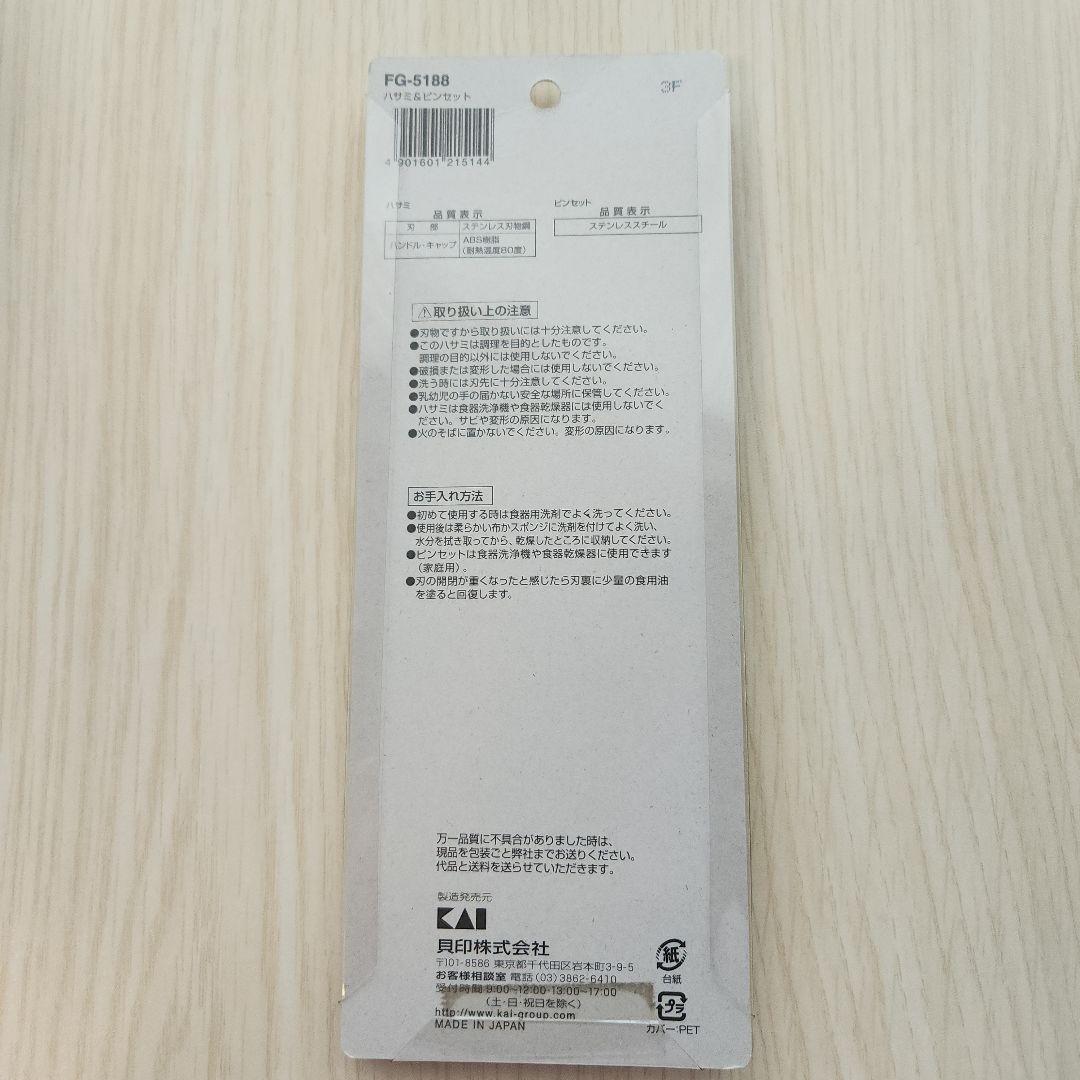 FG-5188
ハサミ&ピンセット
3F
4 901601 215144
ハサミ
品質表示
刃 部 ステンレス刃物鋼
ハンドル・キャップ ABS樹脂
(耐熱温度80度)
ピンセット
品質表示
ステンレススチール
⚠取り扱い上の注意
●刃物ですから取り扱いには十分注意してください。
●このハサミは調理を目的としたものです。
調理の目的以外には使用しないでください。
●破損または変形した場合には使用しないでください。
●洗う時には刃先に十分注意してください。
●乳幼児の手の届かない安全な場所に保管してください。
●ハサミは食器洗浄機や食器乾燥器には使用しないでく
ださい。サビや変形の原因になります。
●火のそばに置かないでください。変形の原因になります。
お手入れ方法
●初めて使用する時は食器用洗剤でよく洗ってください。
●使用後は柔らかい布かスポンジに洗剤を付けてよく洗い、
水分を拭き取ってから、乾燥したところに収納してください。
●ピンセットは食器洗浄機や食器乾燥器に使用できます
(家庭用)。
●刃の開閉が重くなったと感じたら刃裏に少量の食用油
を塗ると回復します。
万一品質に不具合がありました時は、
現品を包装ごと弊社までお送りください。
代品と送料を送らせていただきます。
製造発売元
KAI
貝印株式会社
〒101-8586 東京都千代田区岩本町3-9-5
お客様相談室 電話(03)3862-6410
受付時間 9:00~12:00・13:00~17:00
(土・日・祝日を除く)
http://www.kai-group.com/
MADE IN JAPAN
紙
台紙
プラ
カバー:PET